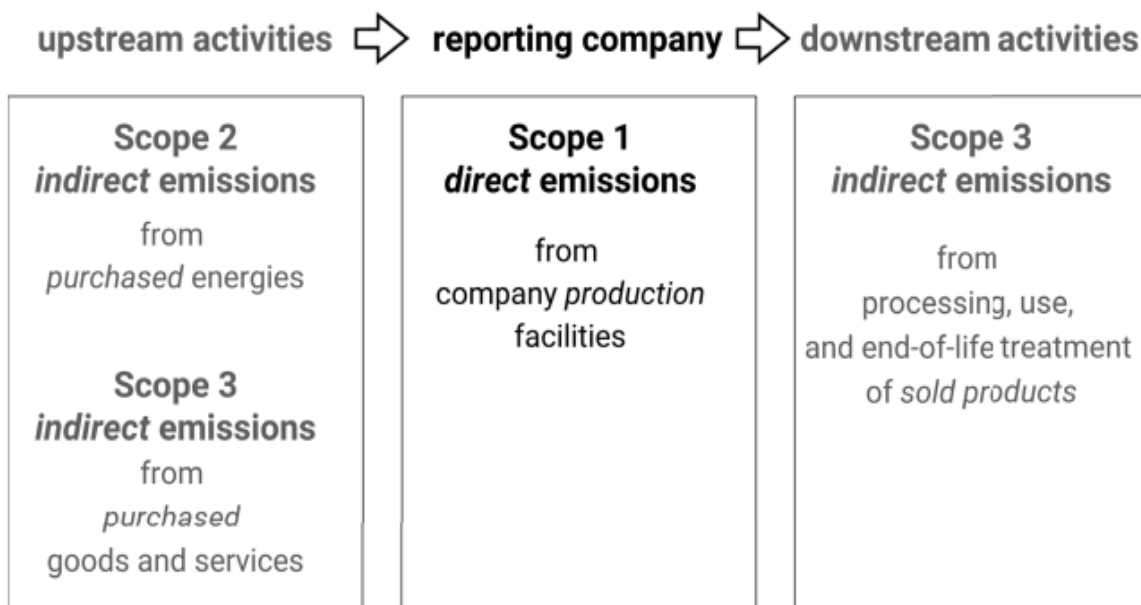 upstream activities
reporting company
downstream activities
Scope 2
indirect emissions
from
purchased energies
Scope 3
indirect emissions
from
purchased
goods and services
Scope 1
direct emissions
from
company production
facilities
Scope 3
indirect emissions
from
processing, use,
and end-of-life treatment
of sold products